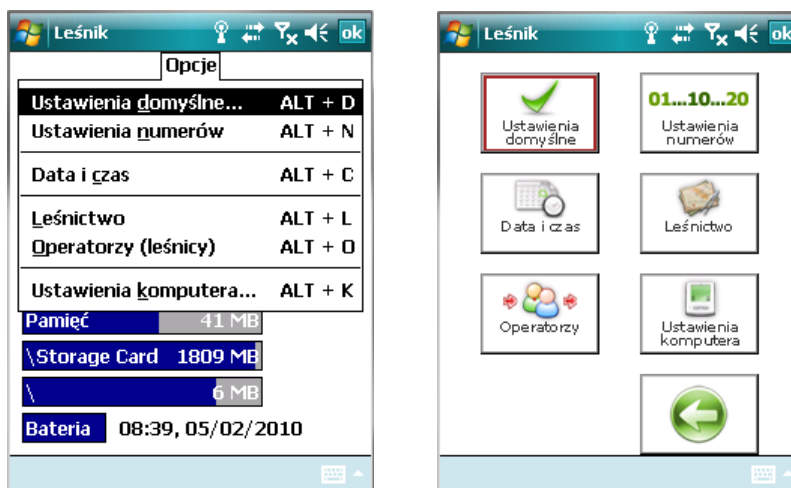 Leśnik
ok
Opcje
Ustawienia domyślne... ALT + D
Ustawienia numerów ALT + N
Data i czas ALT + C
Leśnictwo ALT + L
Operatorzy (leśnicy) ALT + O
Ustawienia komputera... ALT + K
Pamięć 41 MB
\Storage Card 1809 MB
\ 6 MB
Bateria 08:39, 05/02/2010
Leśnik
ok
Ustawienia
domyślne
01...10...20
Ustawienia
numerów
Data i czas
Leśnictwo
Operatorzy
Ustawienia
komputera